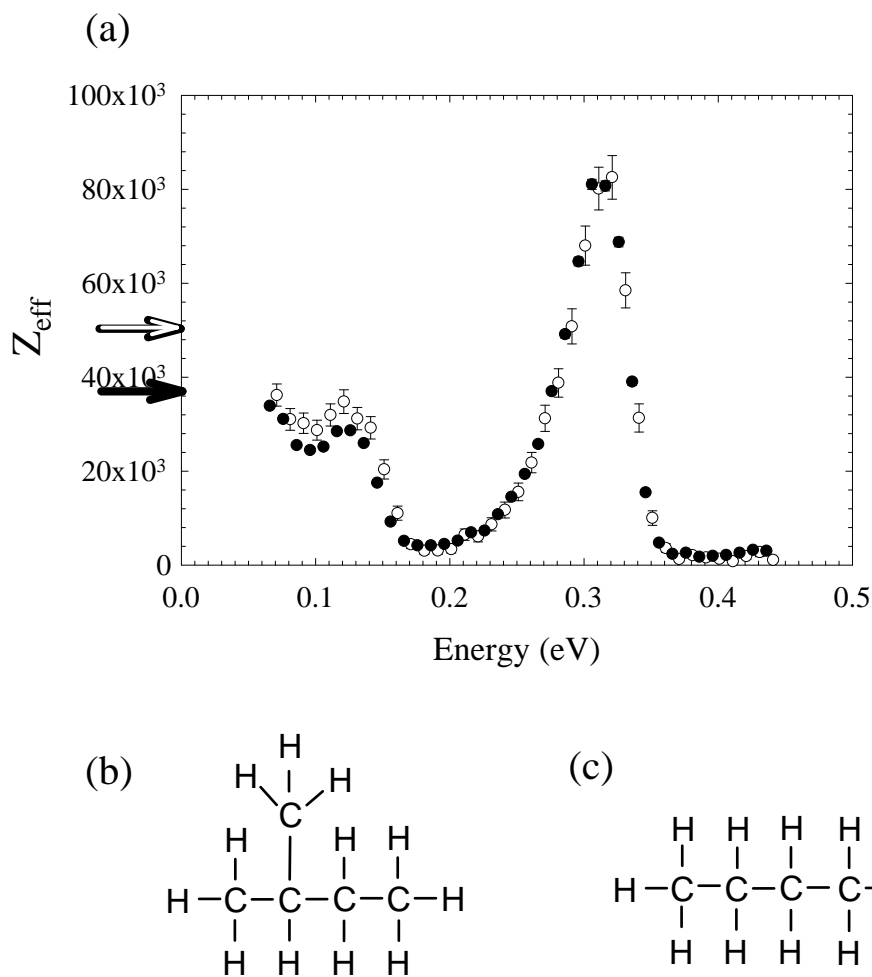 (a)
100x10³
80x10³
60x10³
40x10³
20x10³
0
Z_eff
0.0 0.1 0.2 0.3 0.4 0.5
Energy (eV)
(b)
H
H H
C
H H H
H C C C C H
H H H H
(c)
H H H H
H C C C C
H H H H